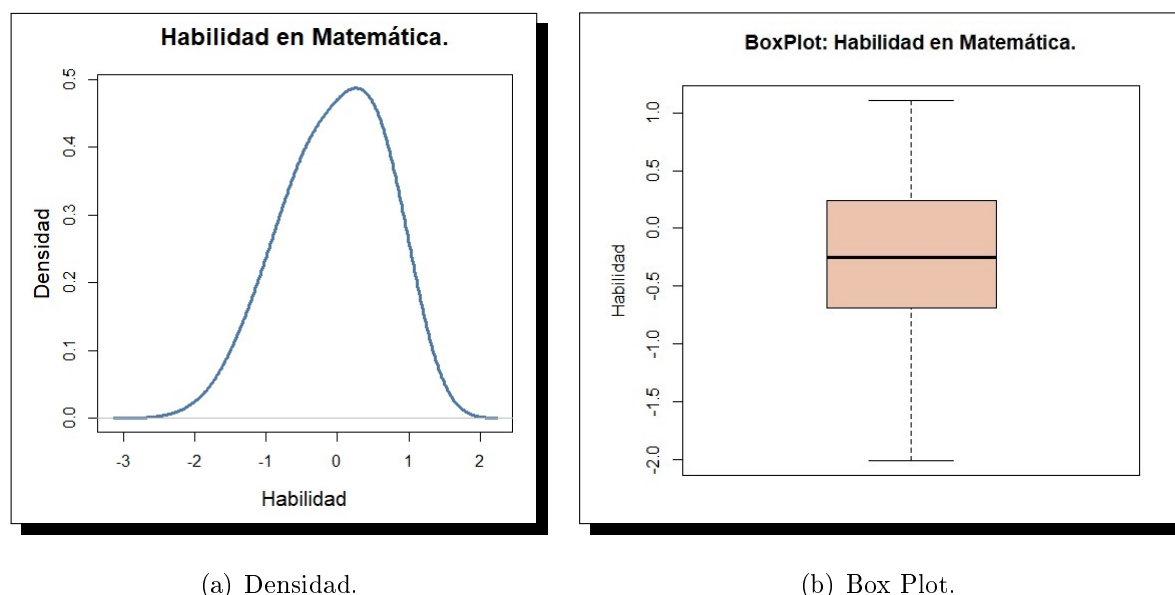 Habilidad en Matemática.
Densidad
0.5
0.4
0.3
0.2
0.1
0.0
-3 -2 -1 0 1 2
Habilidad
(a) Densidad.
BoxPlot: Habilidad en Matemática.
Habilidad
1.0
0.5
0.0
-0.5
-1.0
-1.5
-2.0
(b) Box Plot.